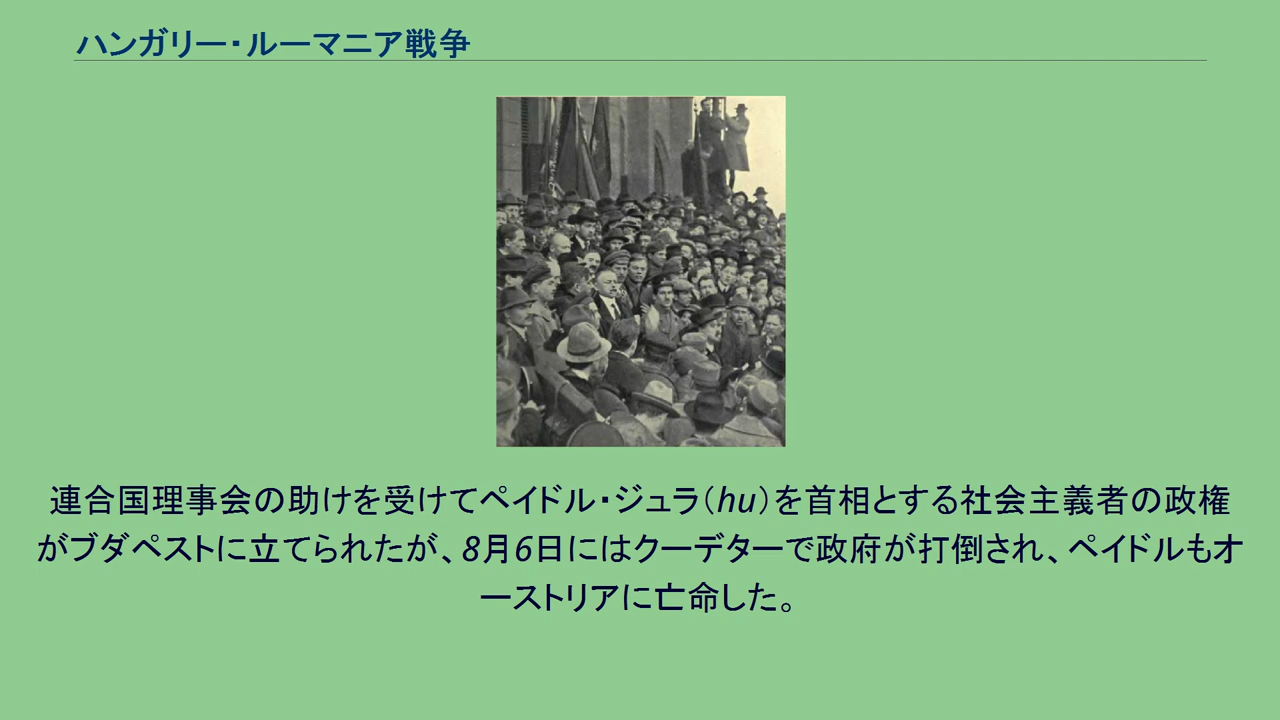 ハンガリー・ルーマニア戦争
連合国理事会の助けを受けてペイドル・ジュラ（hu）を首相とする社会主義者の政権
がブダペストに立てられたが、8月6日にはクーデターで政府が打倒され、ペイドルもオ
ーストリアに亡命した。